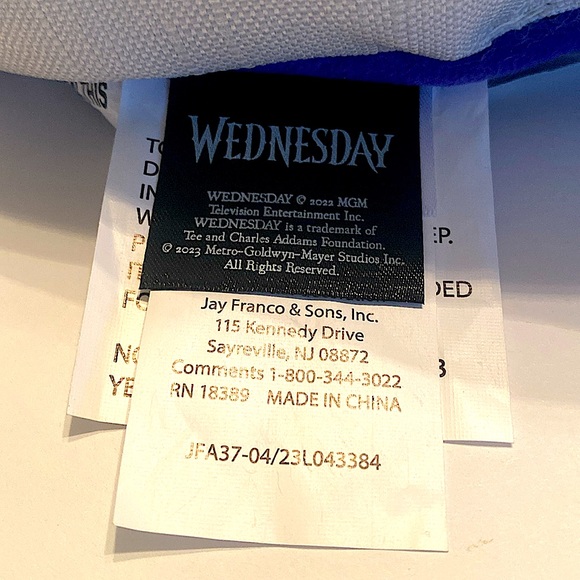 THIS
WEDNESDAY
WEDNESDAY © 2022 MGM
Television Entertainment Inc.
WEDNESDAY is a trademark of
Tee and Charles Addams Foundation.
© 2023 Metro-Goldwyn-Mayer Studios Inc.
All Rights Reserved.
Jay Franco & Sons, Inc.
115 Kennedy Drive
Sayreville, NJ 08872
Comments 1-800-344-3022
RN 18389 MADE IN CHINA
JFA37-04/23L043384